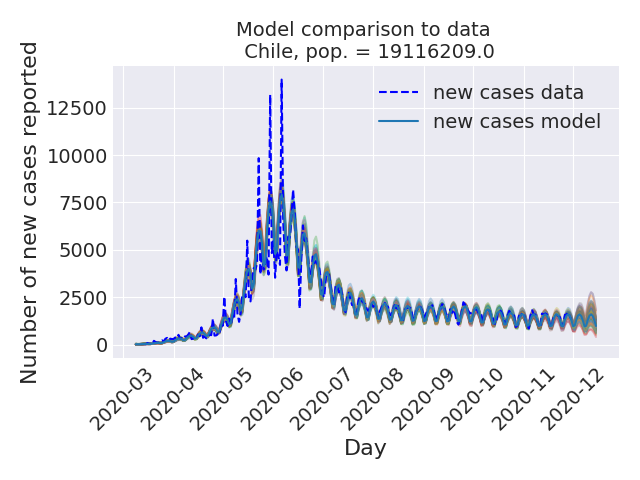 Model comparison to data
Chile, pop. = 19116209.0
Number of new cases reported
12500
10000
7500
5000
2500
0
new cases data
new cases model
2020-03
2020-04
2020-05
2020-06
2020-07
2020-08
2020-09
2020-10
2020-11
2020-12
Day